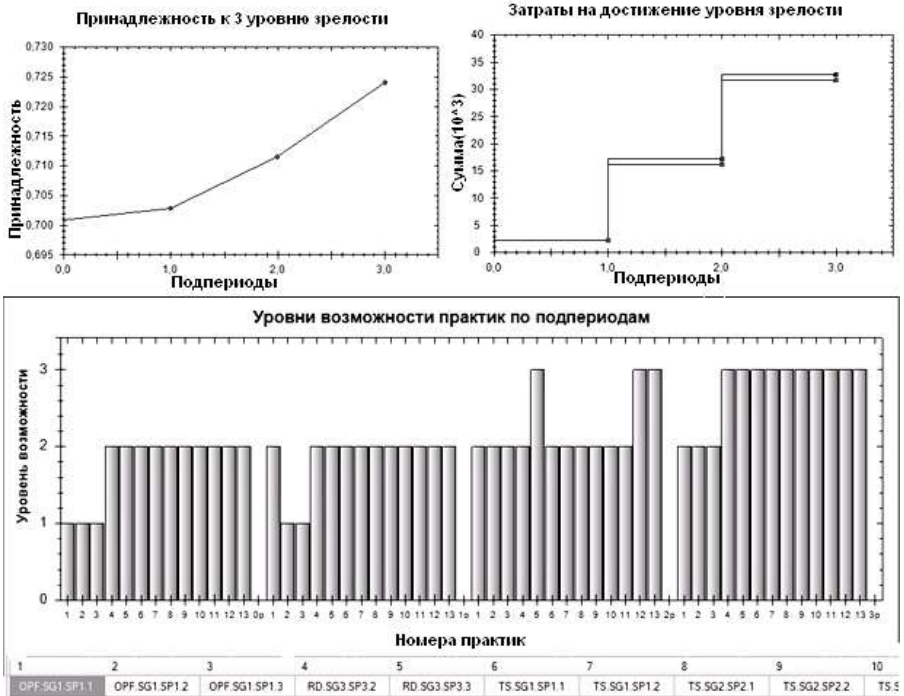 Принадлежность к 3 уровню зрелости
Затраты на достижение уровня зрелости
Принадлежность
0,730
0,725
0,720
0,715
0,710
0,705
0,700
0,695
0,0 1,0 2,0 3,0
Подпериоды
Сумма(10^3)
40
35
30
25
20
15
10
5
0
0,0 1,0 2,0 3,0
Подпериоды
Уровни возможности практик по подпериодам
Уровень возможности
3
2
1
0
1 2 3 4 5 6 7 8 9 10 11 12 13 0p 1 2 3 4 5 6 7 8 9 10 11 12 13 1p 1 2 3 4 5 6 7 8 9 10 11 12 13 2p 1 2 3 4 5 6 7 8 9 10 11 12 13 3p
Номера практик
1 2 3 4 5 6 7 8 9 10
OPF.SG1.SP1.1 OPF.SG1.SP1.2 OPF.SG1.SP1.3 RD.SG3.SP3.2 RD.SG3.SP3.3 TS.SG1.SP1.1 TS.SG1.SP1.2 TS.SG2.SP2.1 TS.SG2.SP2.2 TS.S